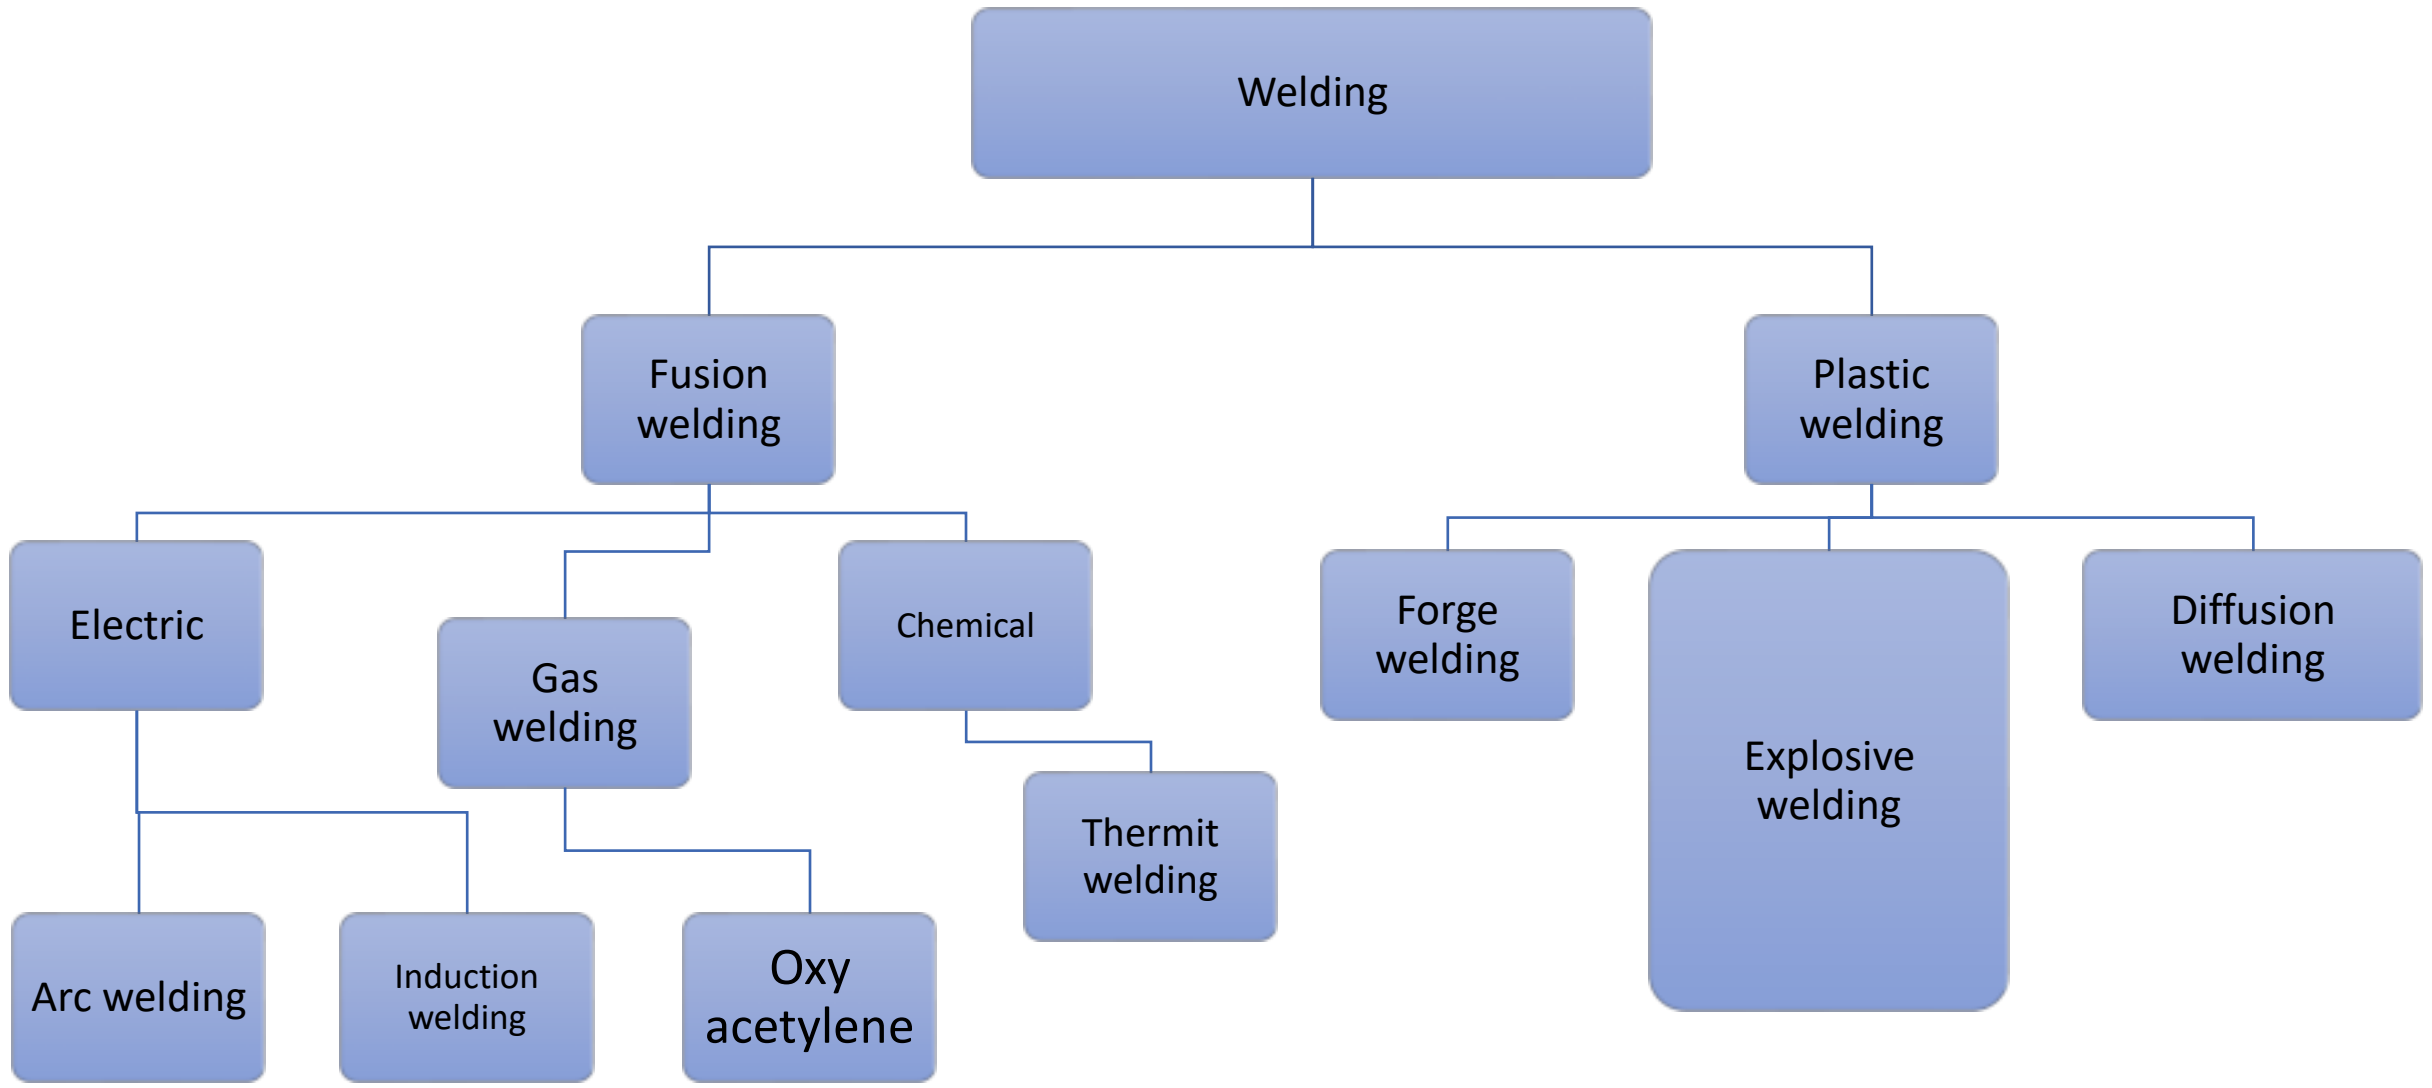 Welding
Fusion
welding
Plastic
welding
Electric
Gas
welding
Chemical
Forge
welding
Explosive
welding
Diffusion
welding
Arc welding
Induction
welding
Oxy
acetylene
Thermit
welding